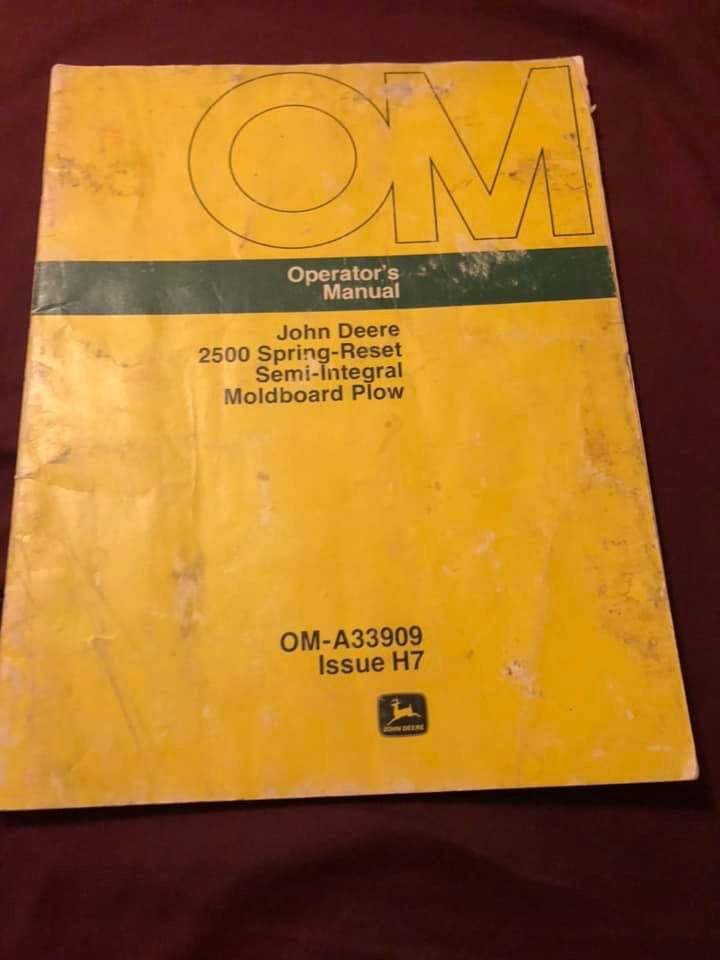 OM
Operator's
Manual
John Deere
2500 Spring-Reset
Semi-Integral
Moldboard Plow
OM-A33909
Issue H7
JOHN DEERE